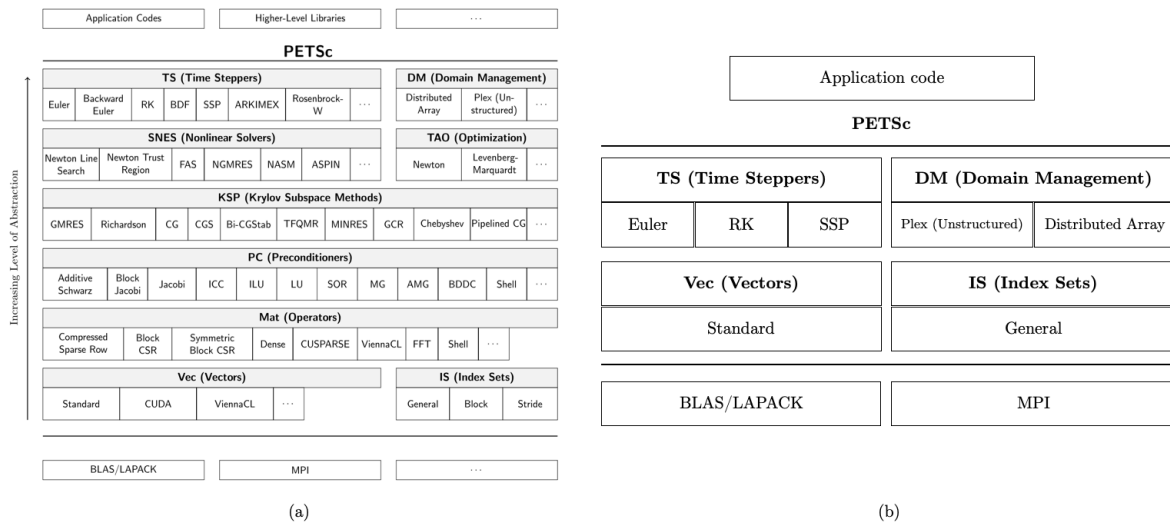 Application Codes
Higher-Level Libraries
...
PETSc
Increasing Level of Abstraction
TS (Time Steppers)
Euler
Backward
Euler
RK
BDF
SSP
ARKIMEX
Rosenbrock-
W
...
DM (Domain Management)
Distributed
Array
Plex (Un-
structured)
...
SNES (Nonlinear Solvers)
Newton Line
Search
Newton Trust
Region
FAS
NGMRES
NASM
ASPIN
...
TAO (Optimization)
Newton
Levenberg-
Marquardt
...
KSP (Krylov Subspace Methods)
GMRES
Richardson
CG
CGS
Bi-CGStab
TFQMR
MINRES
GCR
Chebyshev
Pipelined CG
...
PC (Preconditioners)
Additive
Schwarz
Block
Jacobi
Jacobi
ICC
ILU
LU
SOR
MG
AMG
BDDC
Shell
...
Mat (Operators)
Compressed
Sparse Row
Block
CSR
Symmetric
Block CSR
Dense
CUSPARSE
ViennaCL
FFT
Shell
...
Vec (Vectors)
Standard
CUDA
ViennaCL
...
IS (Index Sets)
General
Block
Stride
BLAS/LAPACK
MPI
...
(a)
Application code
PETSc
TS (Time Steppers)
Euler
RK
SSP
DM (Domain Management)
Plex (Unstructured)
Distributed Array
Vec (Vectors)
Standard
IS (Index Sets)
General
BLAS/LAPACK
MPI
(b)